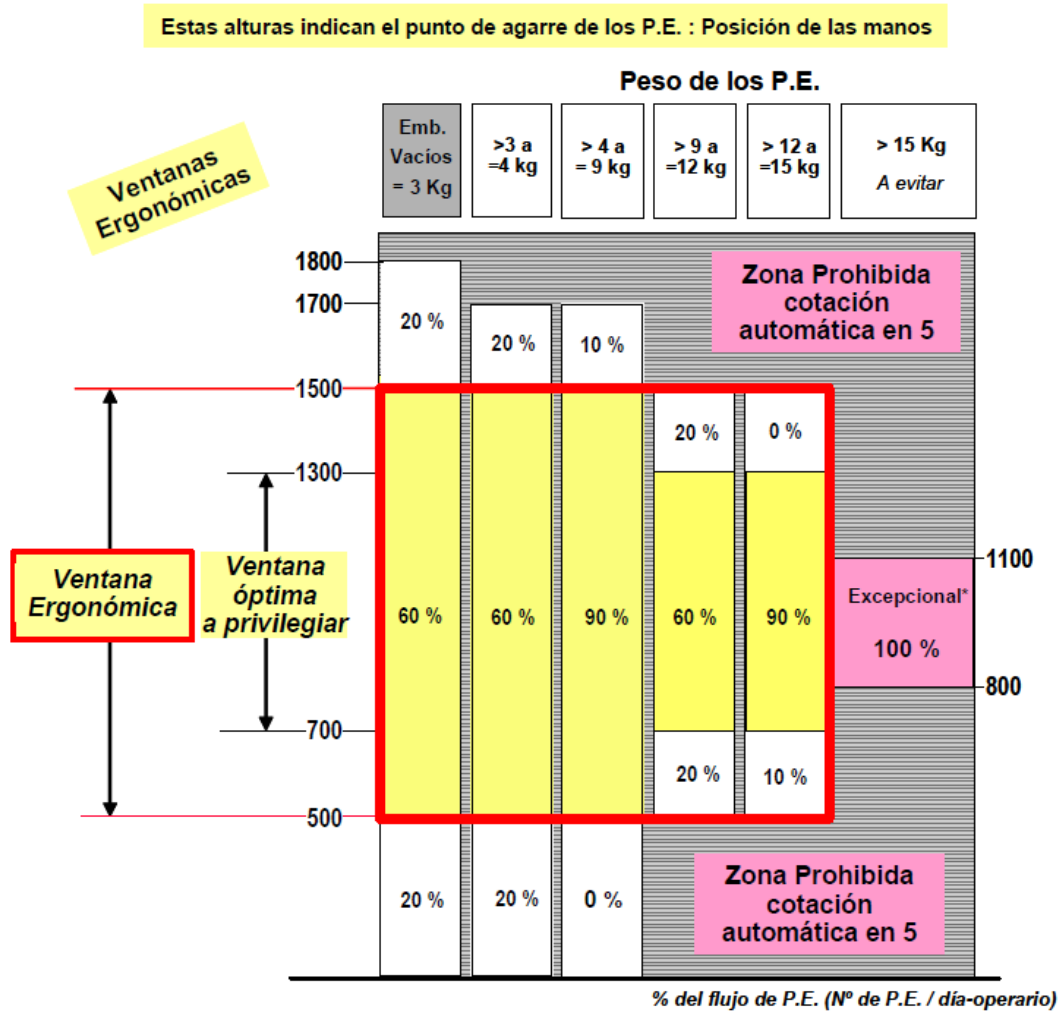 Estas alturas indican el punto de agarre de los P.E. : Posición de las manos
Peso de los P.E.
Ventanas
Ergonómicas
Emb.
Vacíos
= 3 Kg
>3 a
=4 kg
> 4 a
= 9 kg
> 9 a
=12 kg
> 12 a
=15 kg
> 15 Kg
A evitar
1800
1700
1500
1300
700
500
20 %
20 %
10 %
Zona Prohibida
cotación
automática en 5
20 %
0 %
Ventana
Ergonómica
Ventana
óptima
a privilegiar
60 %
60 %
90 %
60 %
90 %
Excepcional*
100 %
1100
800
20 %
10 %
20 %
20 %
0 %
Zona Prohibida
cotación
automática en 5
% del flujo de P.E. (Nº de P.E. / día-operario)